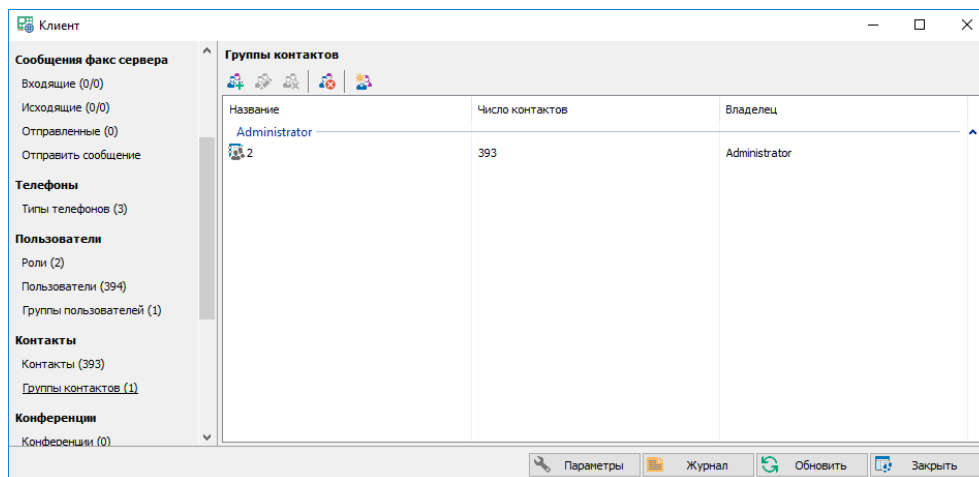 Клиент
Сообщения факс сервера
Входящие (0/0)
Исходящие (0/0)
Отправленные (0)
Отправить сообщение
Телефоны
Типы телефонов (3)
Пользователи
Роли (2)
Пользователи (394)
Группы пользователей (1)
Контакты
Контакты (393)
Группы контактов (1)
Конференции
Конференции (0)
Группы контактов
Название Число контактов Владелец
Administrator
2 393 Administrator
Параметры Журнал Обновить Закрыть